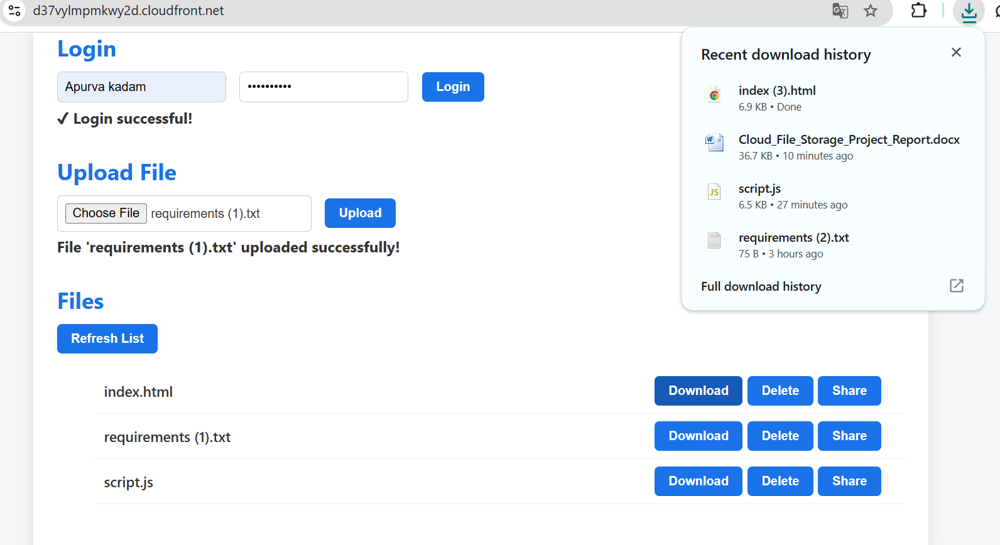 d37vylmpmkwy2d.cloudfront.net
Login
Apurva kadam
•••••••••• Login
✔ Login successful!
Upload File
Choose File requirements (1).txt
Upload
File 'requirements (1).txt' uploaded successfully!
Files
Refresh List
index.html Download Delete Share
requirements (1).txt Download Delete Share
script.js Download Delete Share
Recent download history
index (3).html
6.9 KB • Done
Cloud_File_Storage_Project_Report.docx
36.7 KB • 10 minutes ago
JS
script.js
6.5 KB • 27 minutes ago
requirements (2).txt
75 B • 3 hours ago
Full download history